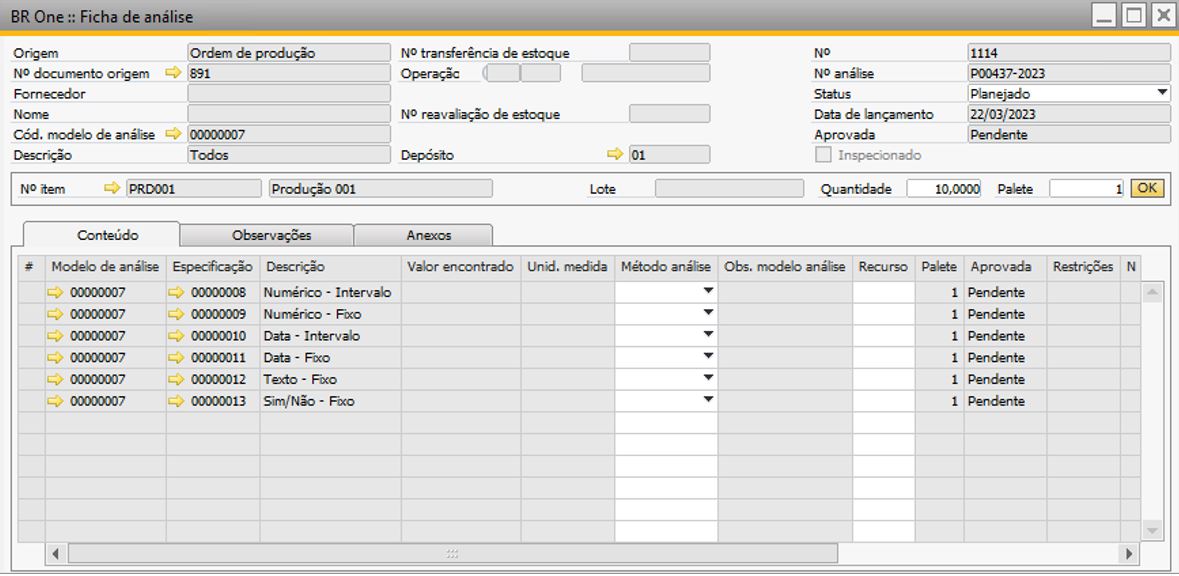 BR One :: Ficha de análise
Origem Ordem de produção Nº transferência de estoque Nº 1114
Nº documento origem 891 Operação Nº análise P00437-2023
Fornecedor Status Planejado
Nome Nº reavaliação de estoque Data de lançamento 22/03/2023
Cód. modelo de análise 00000007 Aprovada Pendente
Descrição Todos Depósito 01 Inspecionado
Nº item PRD001 Produção 001 Lote Quantidade 10,0000 Palete 1 OK
Conteúdo Observações Anexos
# Modelo de análise Especificação Descrição Valor encontrado Unid. medida Método análise Obs. modelo análise Recurso Palete Aprovada Restrições N
00000007 00000008 Numérico - Intervalo 1 Pendente
00000007 00000009 Numérico - Fixo 1 Pendente
00000007 00000010 Data - Intervalo 1 Pendente
00000007 00000011 Data - Fixo 1 Pendente
00000007 00000012 Texto - Fixo 1 Pendente
00000007 00000013 Sim/Não - Fixo 1 Pendente